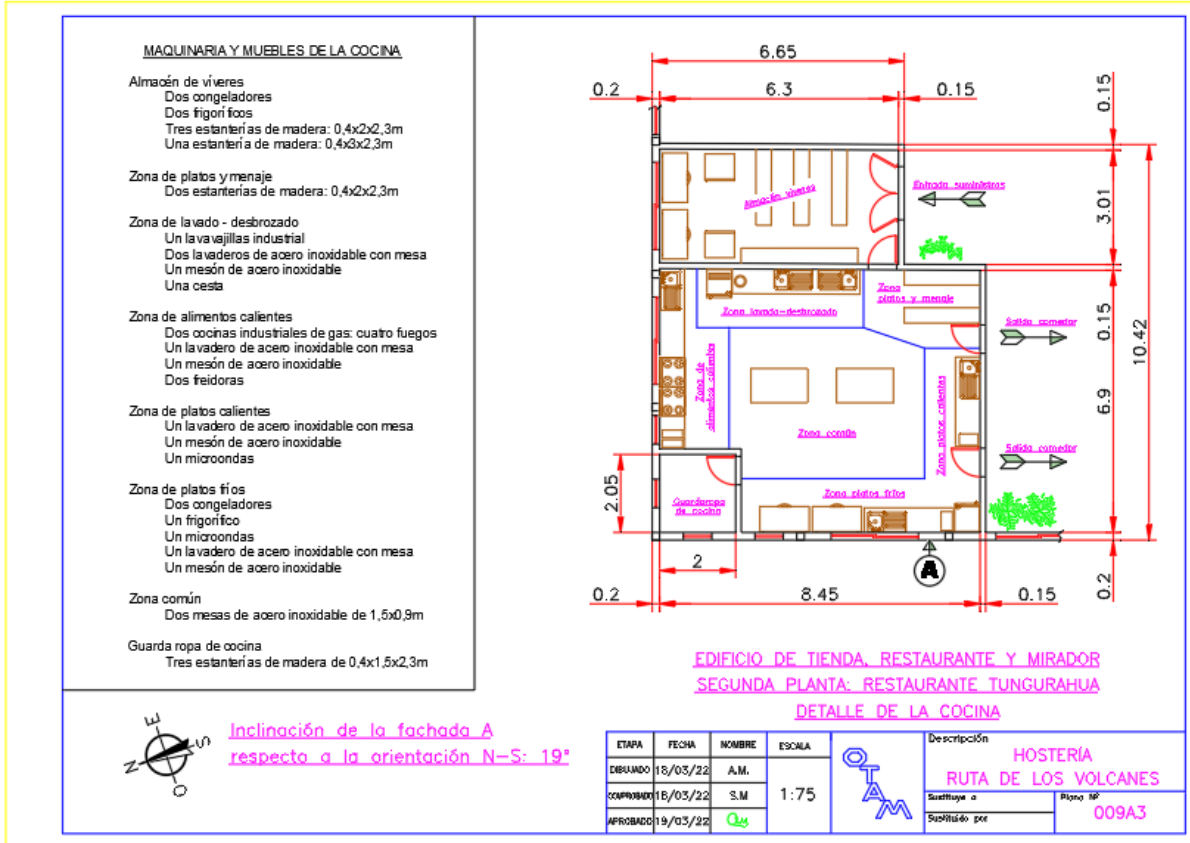 MAQUINARIA Y MUEBLES DE LA COCINA
Almacén de víveres
Dos congeladores
Dos frigoríficos
Tres estanterías de madera: 0,4x2x2,3m
Una estantería de madera: 0,4x3x2,3m
Zona de platos y menaje
Dos estanterías de madera: 0,4x2x2,3m
Zona de lavado - desbrozado
Un lavavajillas industrial
Dos lavaderos de acero inoxidable con mesa
Un mesón de acero inoxidable
Una cesta
Zona de alimentos calientes
Dos cocinas industriales de gas: cuatro fuegos
Un lavadero de acero inoxidable con mesa
Un mesón de acero inoxidable
Dos freidoras
Zona de platos calientes
Un lavadero de acero inoxidable con mesa
Un mesón de acero inoxidable
Un microondas
Zona de platos fríos
Dos congeladores
Un frigorífico
Un microondas
Un lavadero de acero inoxidable con mesa
Un mesón de acero inoxidable
Zona común
Dos mesas de acero inoxidable de 1,5x0,9m
Guarda ropa de cocina
Tres estanterías de madera de 0,4x1,5x2,3m
6.65
0.2
6.3
0.15
0.15
Almacén víveres
Entrada suministros
3.01
10.42
Zona lavado-desbrozado
Zona
platos y menaje
Salida comedor
0.15
Zona de
alimentos calientes
Zona común
Zona platos calientes
6.9
Salida comedor
2.05
Guardaropa
de cocina
Zona platos fríos
2
A
0.2
8.45
0.15
0.2
EDIFICIO DE TIENDA, RESTAURANTE Y MIRADOR
SEGUNDA PLANTA: RESTAURANTE TUNGURAHUA
DETALLE DE LA COCINA
E
S
N
O
Inclinación de la fachada A
respecto a la orientación N-S: 19°
ETAPA FECHA NOMBRE ESCALA
DIBUJADO 13/03/22 A.M.
COMPROBADO 18/03/22 S.M
APROBADO 19/03/22
1:75
OTAM
Descripción
HOSTERÍA
RUTA DE LOS VOLCANES
Sustituye a
Sustituido por
Plano Nº
009A3